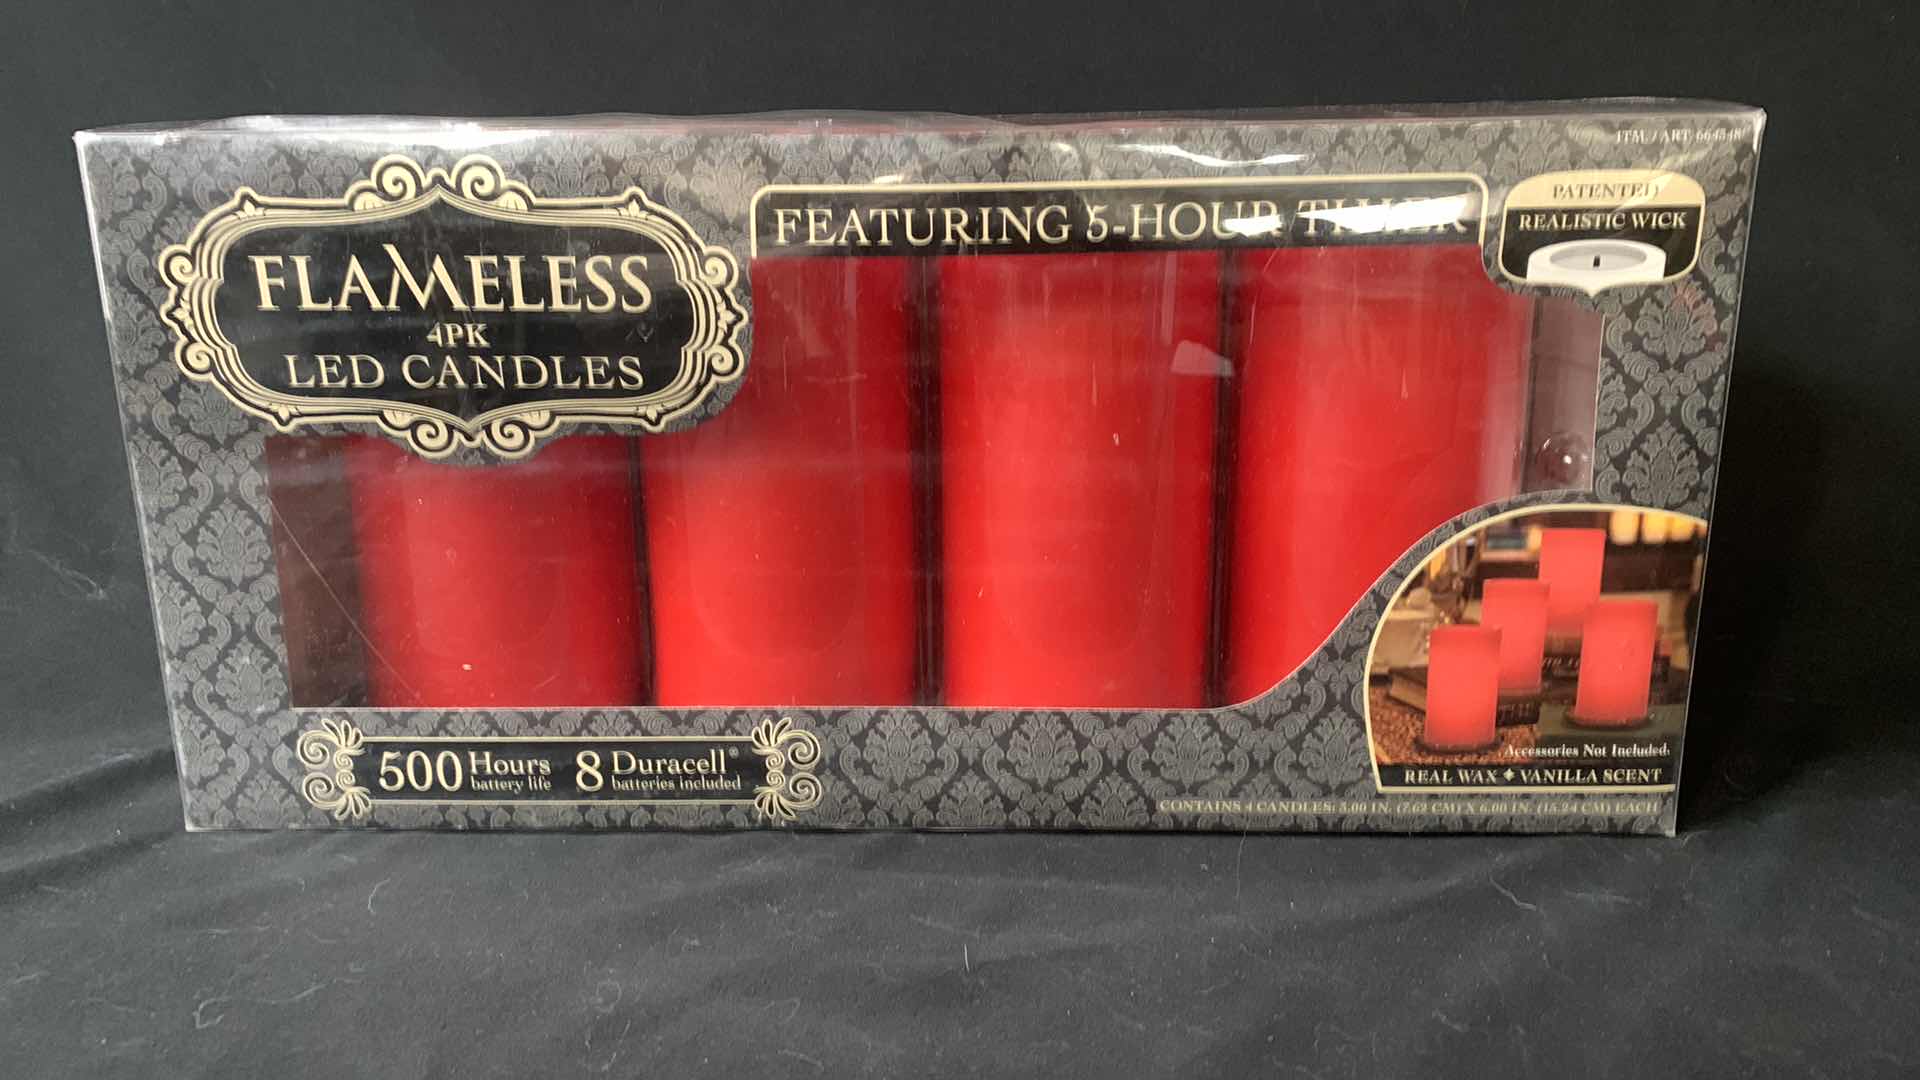 ITM. / ART. 664548
FLAMELESS
4PK
LED CANDLES
FEATURING 5-HOUR TIMER
PATENTED
REALISTIC WICK
500 Hours
battery life
8 Duracell®
batteries included
Accessories Not Included.
REAL WAX ✦ VANILLA SCENT
CONTAINS 4 CANDLES: 3.00 IN. (7.62 CM) X 6.00 IN. (15.24 CM) EACH